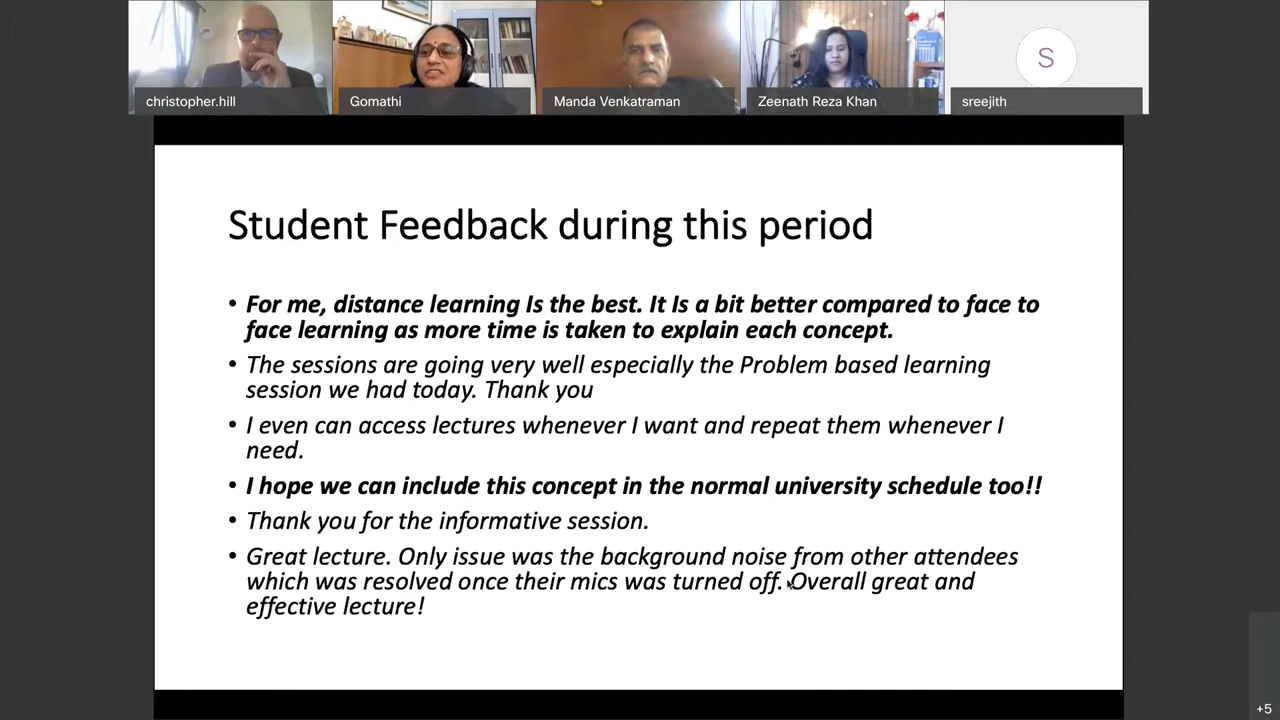 christopher.hill
Gomathi
Manda Venkatraman
Zeenath Reza Khan
S
sreejith
Student Feedback during this period
• For me, distance learning Is the best. It Is a bit better compared to face to
face learning as more time is taken to explain each concept.
• The sessions are going very well especially the Problem based learning
session we had today. Thank you
• I even can access lectures whenever I want and repeat them whenever I
need.
• I hope we can include this concept in the normal university schedule too!!
• Thank you for the informative session.
• Great lecture. Only issue was the background noise from other attendees
which was resolved once their mics was turned off. Overall great and
effective lecture!
+5